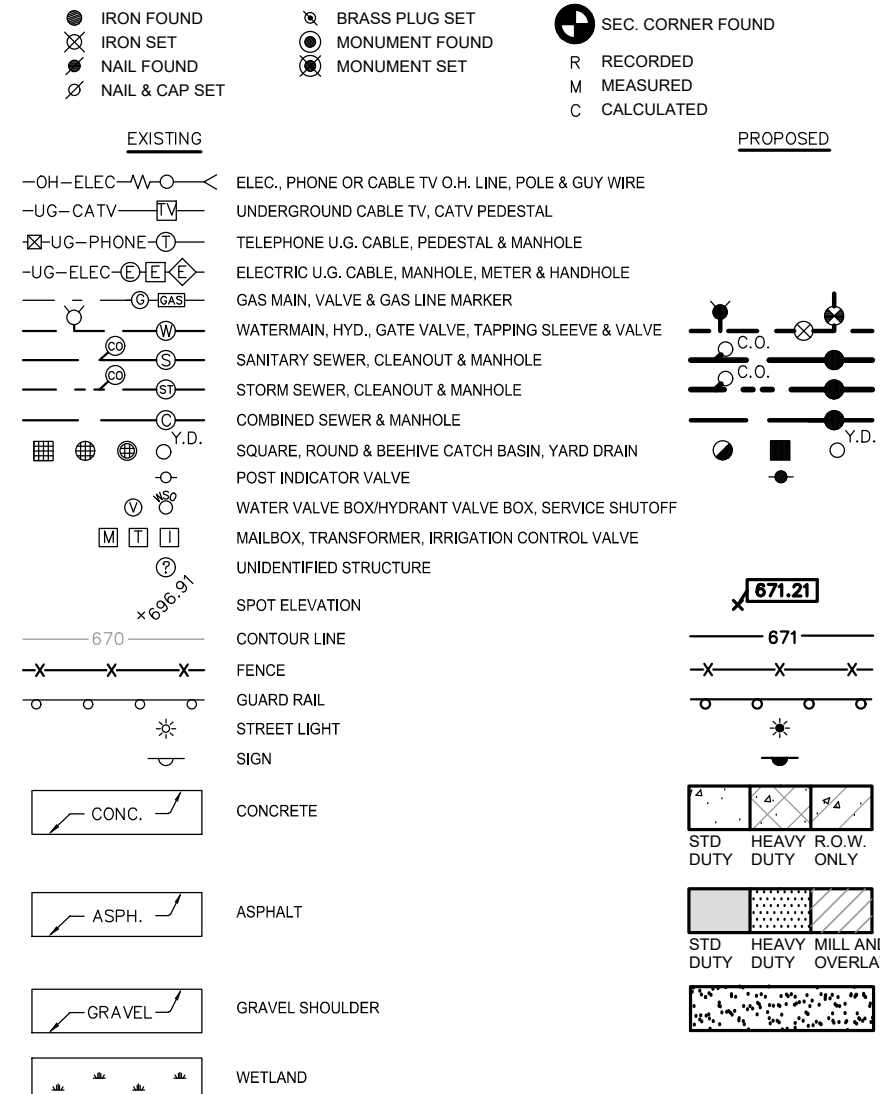 IRON FOUND BRASS PLUG SET SEC. CORNER FOUND
IRON SET MONUMENT FOUND
NAIL FOUND MONUMENT SET R RECORDED
NAIL & CAP SET M MEASURED
C CALCULATED
EXISTING PROPOSED
OH-ELEC ELEC., PHONE OR CABLE TV O.H. LINE, POLE & GUY WIRE
UG-CATV TV UNDERGROUND CABLE TV, CATV PEDESTAL
UG-PHONE T TELEPHONE U.G. CABLE, PEDESTAL & MANHOLE
UG-ELEC E E E ELECTRIC U.G. CABLE, MANHOLE, METER & HANDHOLE
G GAS GAS MAIN, VALVE & GAS LINE MARKER
W WATERMAIN, HYD., GATE VALVE, TAPPING SLEEVE & VALVE
CO S SANITARY SEWER, CLEANOUT & MANHOLE C.O.
CO ST STORM SEWER, CLEANOUT & MANHOLE C.O.
C COMBINED SEWER & MANHOLE
Y.D. SQUARE, ROUND & BEEHIVE CATCH BASIN, YARD DRAIN Y.D.
POST INDICATOR VALVE
V WSO WATER VALVE BOX/HYDRANT VALVE BOX, SERVICE SHUTOFF
M T I MAILBOX, TRANSFORMER, IRRIGATION CONTROL VALVE
? UNIDENTIFIED STRUCTURE
696.91 SPOT ELEVATION 671.21
670 CONTOUR LINE 671
FENCE
GUARD RAIL
STREET LIGHT
SIGN
CONC. CONCRETE
STD HEAVY R.O.W.
DUTY DUTY ONLY
ASPH. ASPHALT
STD HEAVY MILL AND
DUTY DUTY OVERLAY
GRAVEL GRAVEL SHOULDER
WETLAND